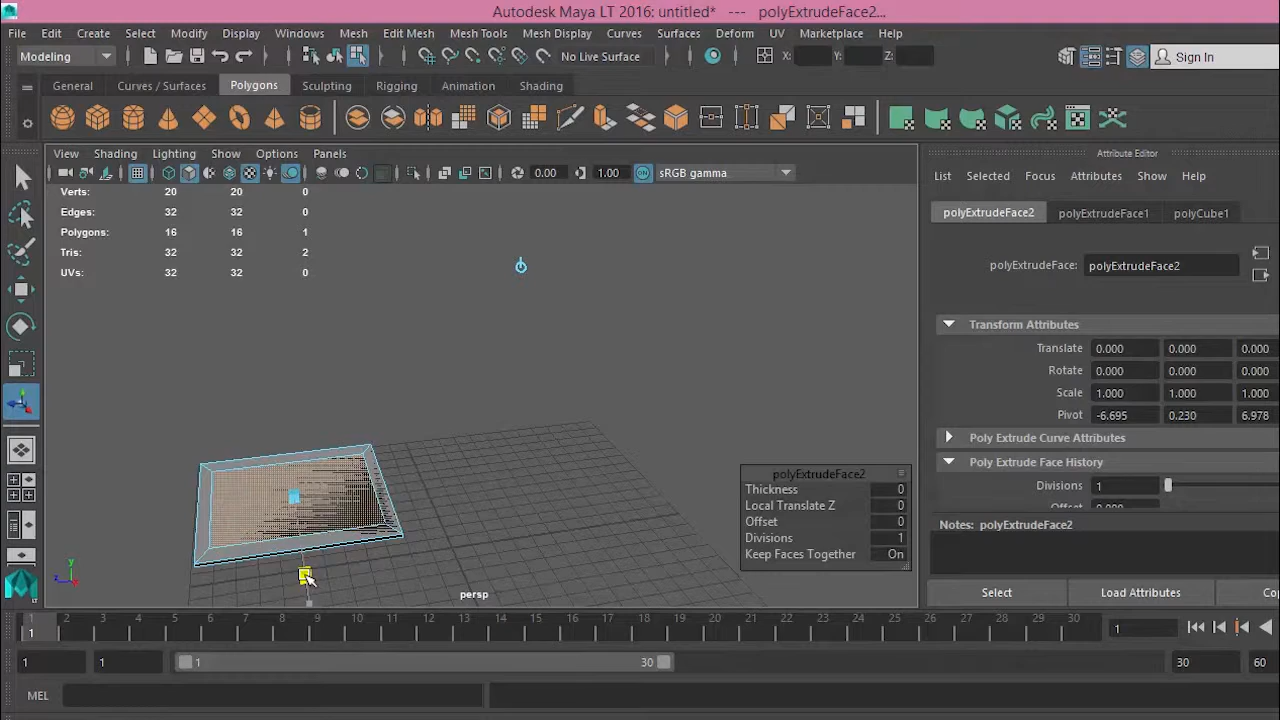 Autodesk Maya LT 2016: untitled* --- polyExtrudeFace2...
File Edit Create Select Modify Display Windows Mesh Edit Mesh Mesh Tools Mesh Display Curves Surfaces Deform UV Marketplace Help
Modeling No Live Surface X: Y: Z: Sign In
General Curves / Surfaces Polygons Sculpting Rigging Animation Shading
View Shading Lighting Show Options Panels
0.00 1.00 ON sRGB gamma
Verts: 20 20 0
Edges: 32 32 0
Polygons: 16 16 1
Tris: 32 32 2
UVs: 32 32 0
polyExtrudeFace2
Thickness 0
Local Translate Z 0
Offset 0
Divisions 1
Keep Faces Together On
y
z x
persp
Attribute Editor
List Selected Focus Attributes Show Help
polyExtrudeFace2 polyExtrudeFace1 polyCube1
polyExtrudeFace: polyExtrudeFace2
Transform Attributes
Translate 0.000 0.000 0.000
Rotate 0.000 0.000 0.000
Scale 1.000 1.000 1.000
Pivot -6.695 0.230 6.978
Poly Extrude Curve Attributes
Poly Extrude Face History
Divisions 1
Notes: polyExtrudeFace2
Select Load Attributes Co
LT
1 2 3 4 5 6 7 8 9 10 11 12 13 14 15 16 17 18 19 20 21 22 23 24 25 26 27 28 29 30
1 1
1 1 1 30 30 60
MEL